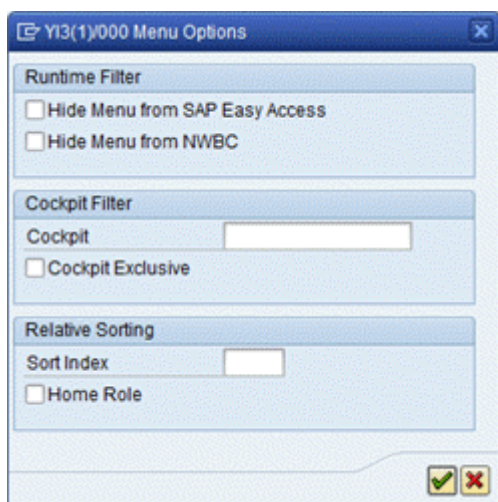 YI3(1)/000 Menu Options
Runtime Filter
Hide Menu from SAP Easy Access
Hide Menu from NWBC
Cockpit Filter
Cockpit
Cockpit Exclusive
Relative Sorting
Sort Index
Home Role